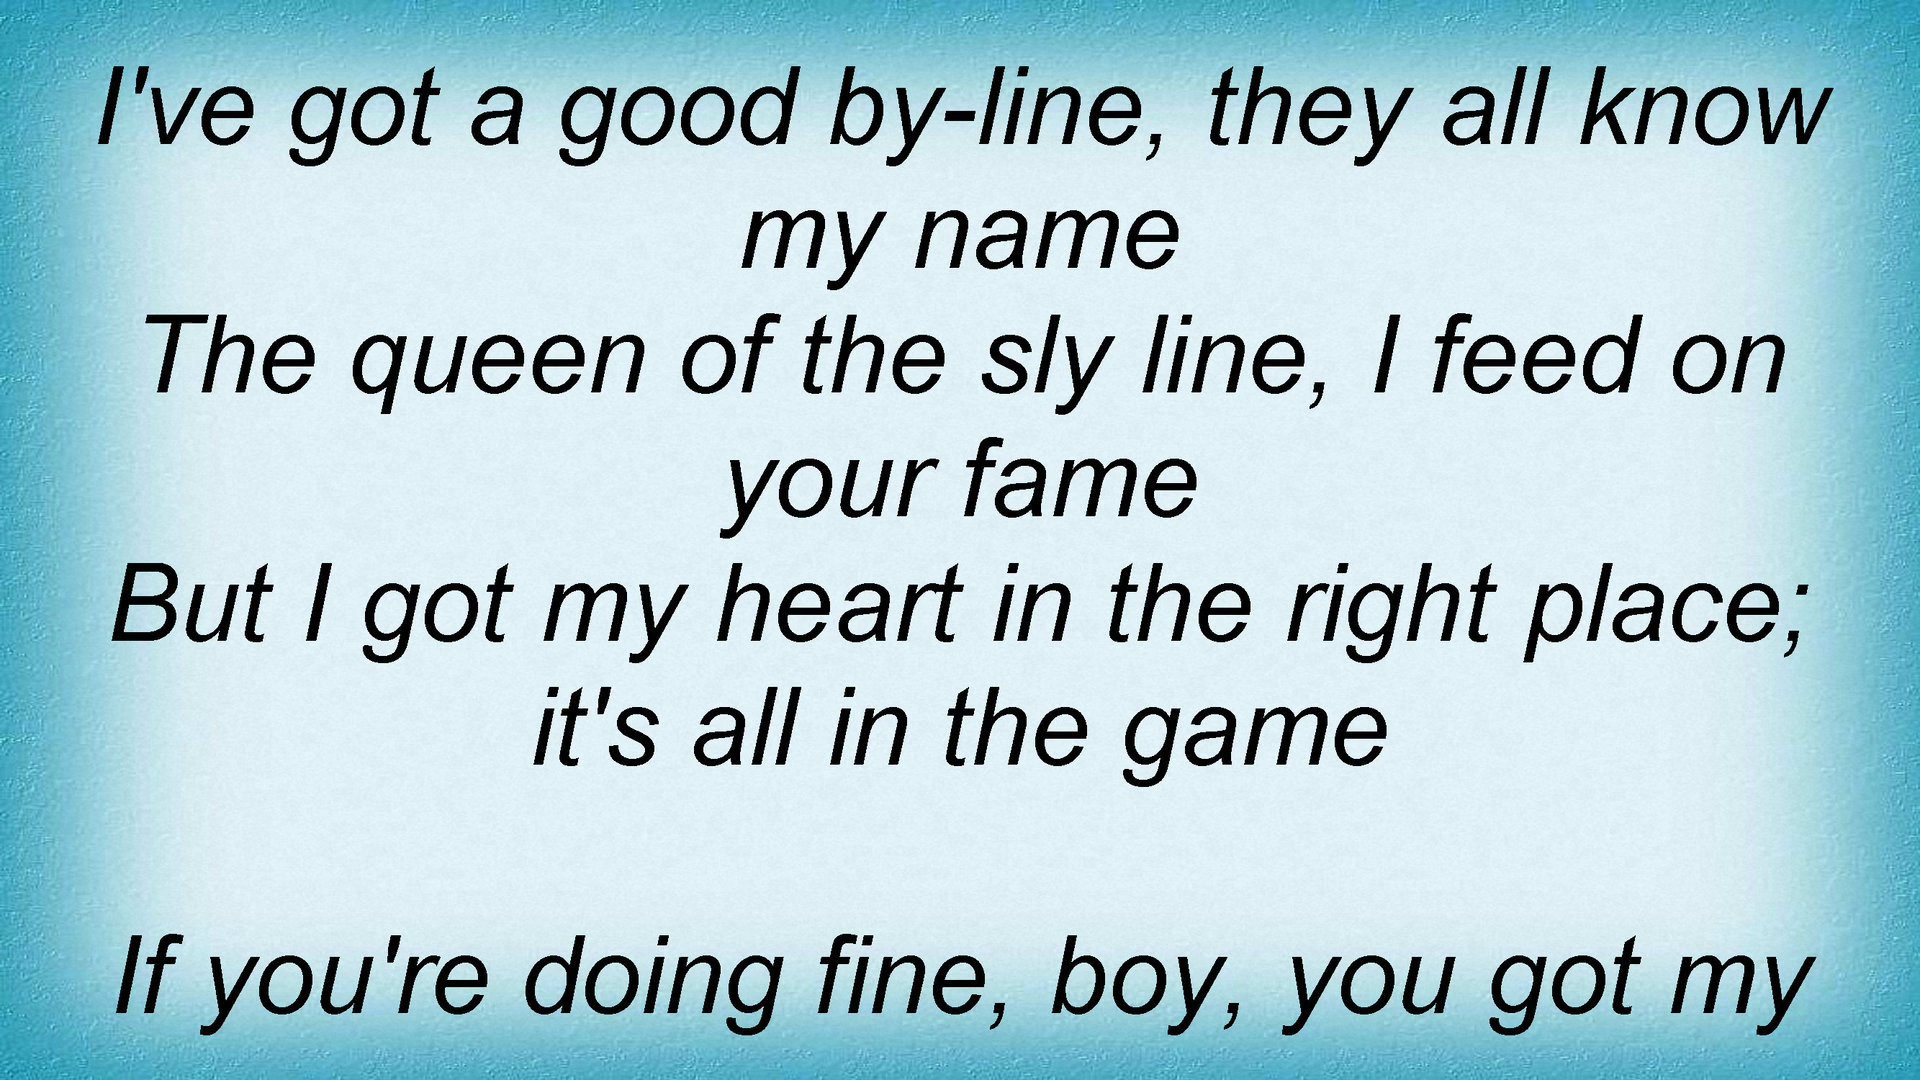 I've got a good by-line, they all know
my name
The queen of the sly line, I feed on
your fame
But I got my heart in the right place;
it's all in the game
If you're doing fine, boy, you got my